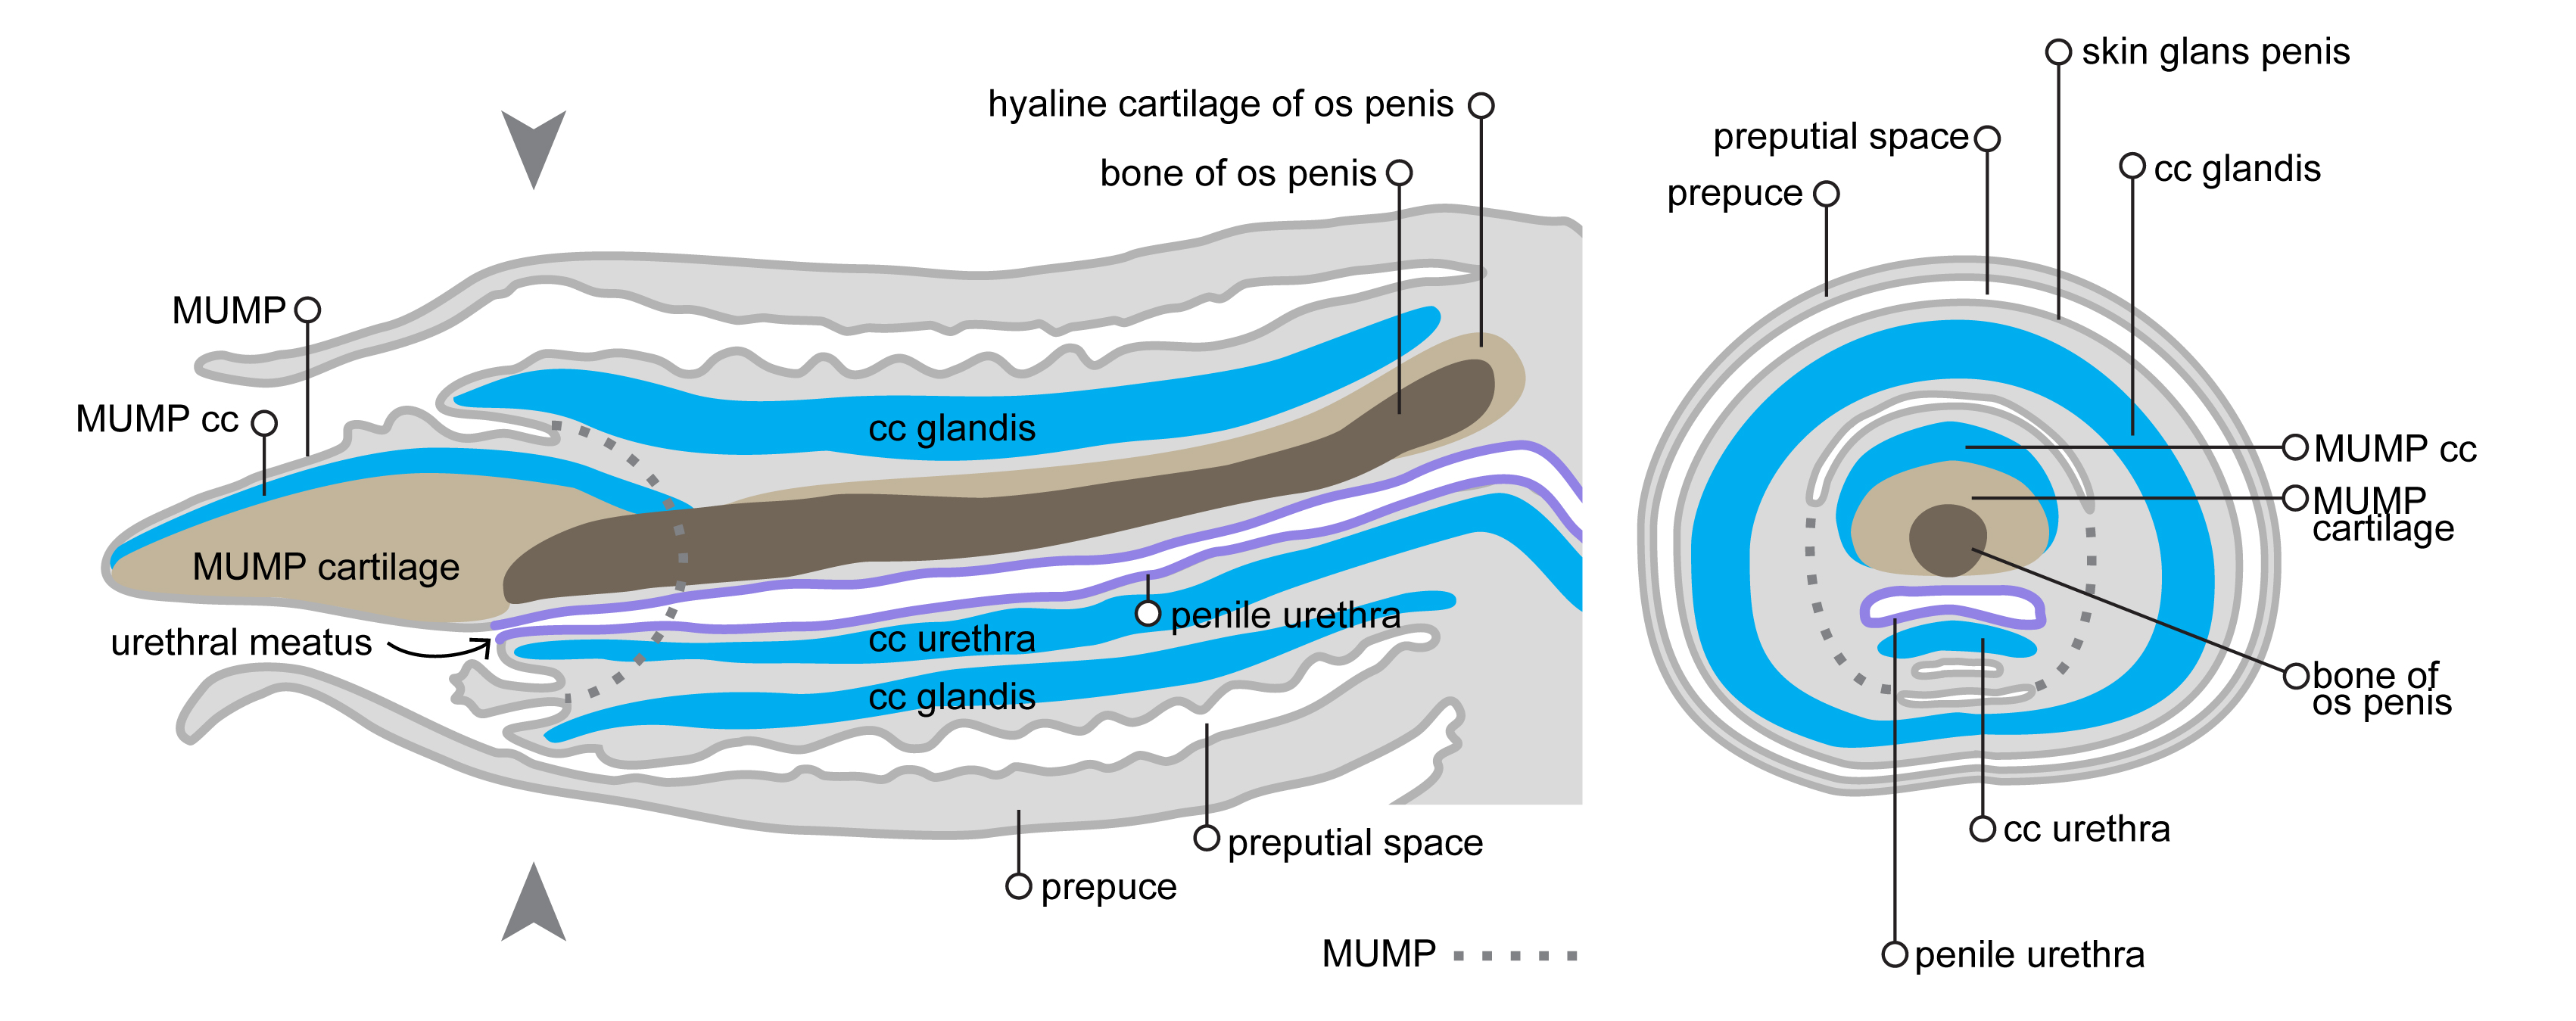 hyaline cartilage of os penis
bone of os penis
MUMP
MUMP cc
cc glandis
MUMP cartilage
urethral meatus
penile urethra
cc urethra
cc glandis
preputial space
prepuce
MUMP
skin glans penis
preputial space
cc glandis
prepuce
MUMP cc
MUMP
cartilage
bone of
os penis
cc urethra
penile urethra